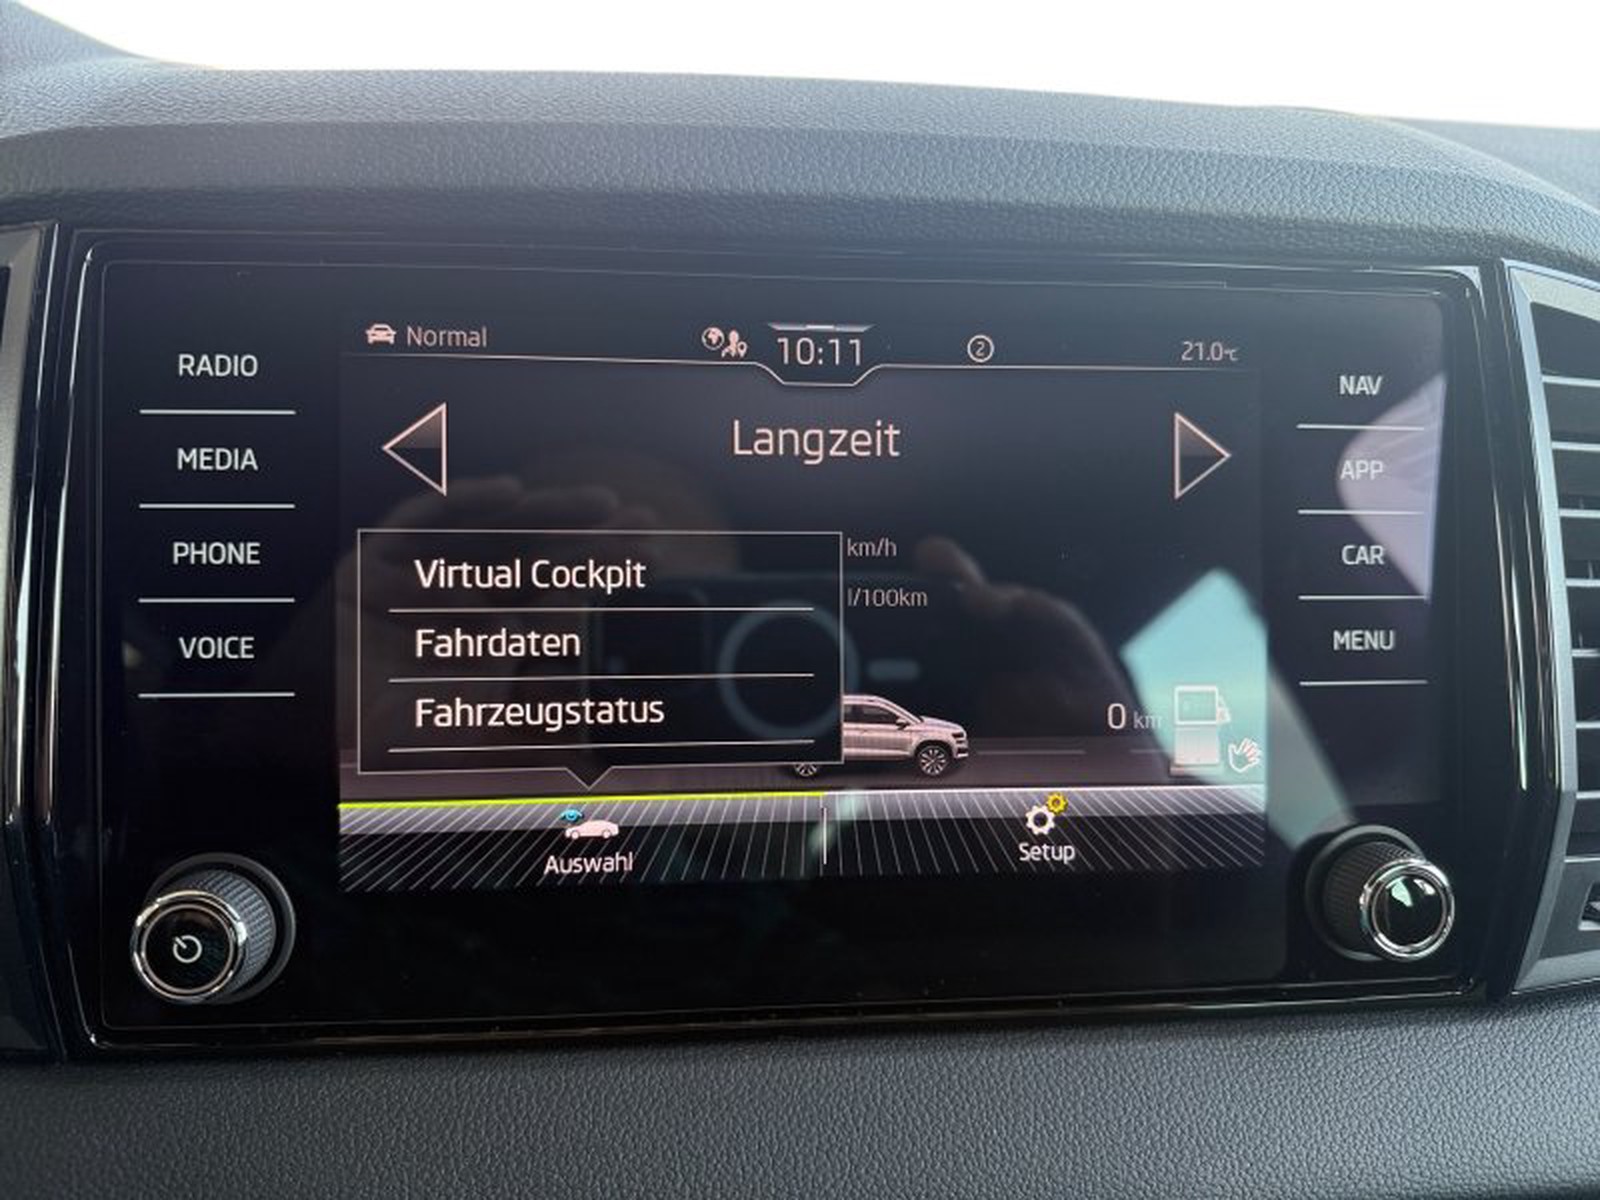 Normal
10:11
2
21.0°C
RADIO
MEDIA
PHONE
VOICE
Langzeit
km/h
l/100km
Virtual Cockpit
Fahrdaten
Fahrzeugstatus
0 km
Auswahl
Setup
NAV
APP
CAR
MENU